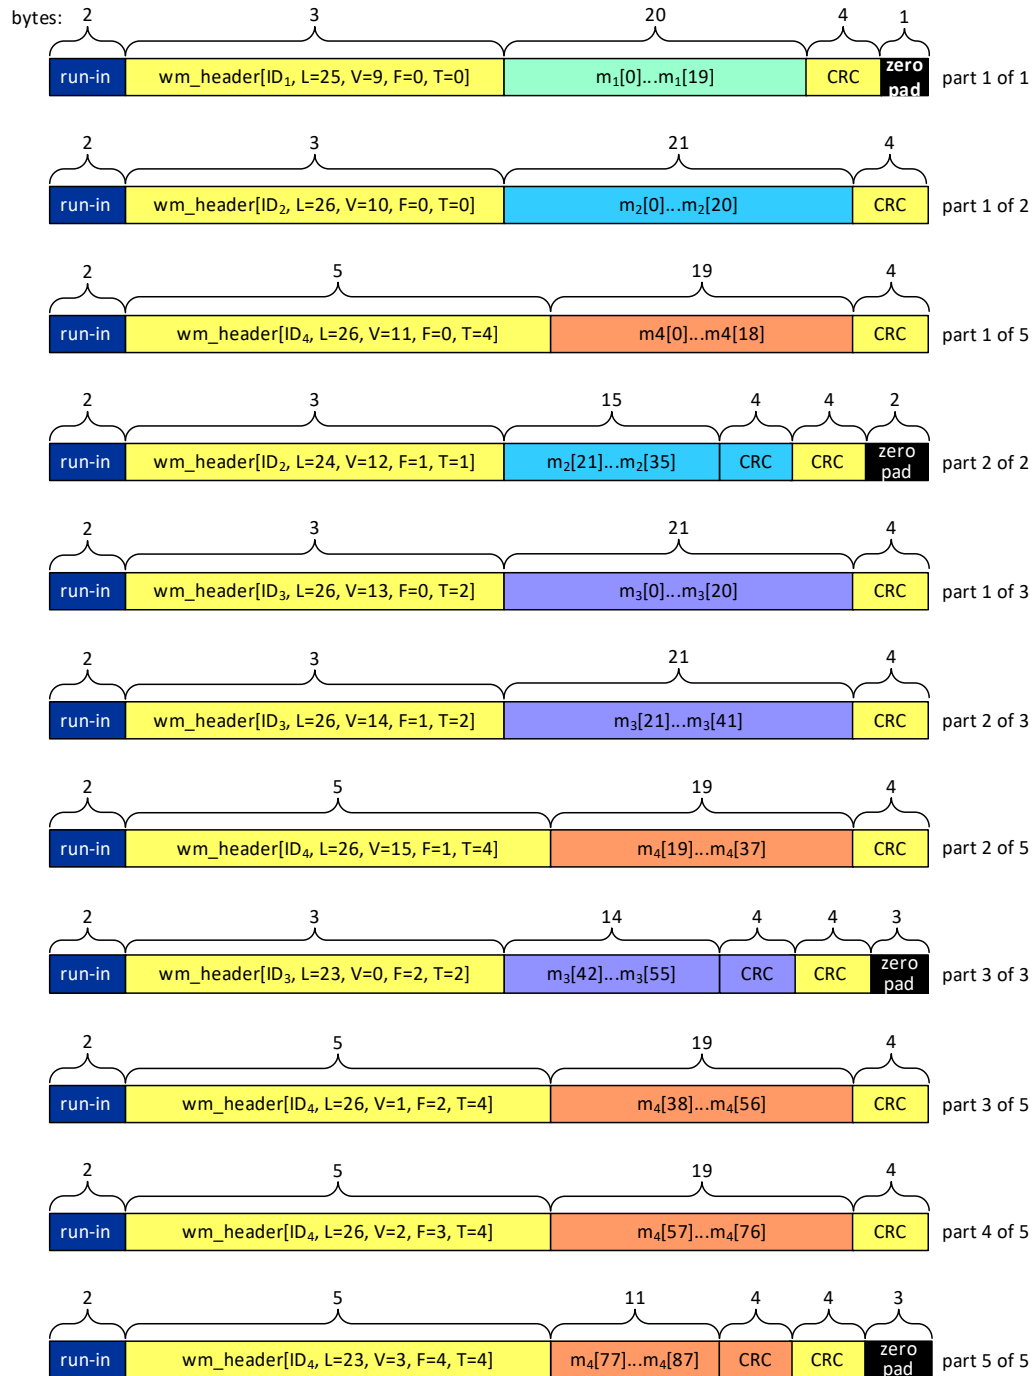 bytes: 2 3 20 4 1
run-in wm_header[ID₁, L=25, V=9, F=0, T=0] m₁[0]...m₁[19] CRC zero pad part 1 of 1
2 3 21 4
run-in wm_header[ID₂, L=26, V=10, F=0, T=0] m₂[0]...m₂[20] CRC part 1 of 2
2 5 19 4
run-in wm_header[ID₄, L=26, V=11, F=0, T=4] m4[0]...m4[18] CRC part 1 of 5
2 3 15 4 4 2
run-in wm_header[ID₂, L=24, V=12, F=1, T=1] m₂[21]...m₂[35] CRC CRC zero pad part 2 of 2
2 3 21 4
run-in wm_header[ID₃, L=26, V=13, F=0, T=2] m₃[0]...m₃[20] CRC part 1 of 3
2 3 21 4
run-in wm_header[ID₃, L=26, V=14, F=1, T=2] m₃[21]...m₃[41] CRC part 2 of 3
2 5 19 4
run-in wm_header[ID₄, L=26, V=15, F=1, T=4] m₄[19]...m₄[37] CRC part 2 of 5
2 3 14 4 4 3
run-in wm_header[ID₃, L=23, V=0, F=2, T=2] m₃[42]...m₃[55] CRC CRC zero pad part 3 of 3
2 5 19 4
run-in wm_header[ID₄, L=26, V=1, F=2, T=4] m₄[38]...m₄[56] CRC part 3 of 5
2 5 19 4
run-in wm_header[ID₄, L=26, V=2, F=3, T=4] m₄[57]...m₄[76] CRC part 4 of 5
2 5 11 4 4 3
run-in wm_header[ID₄, L=23, V=3, F=4, T=4] m₄[77]...m₄[87] CRC CRC zero pad part 5 of 5